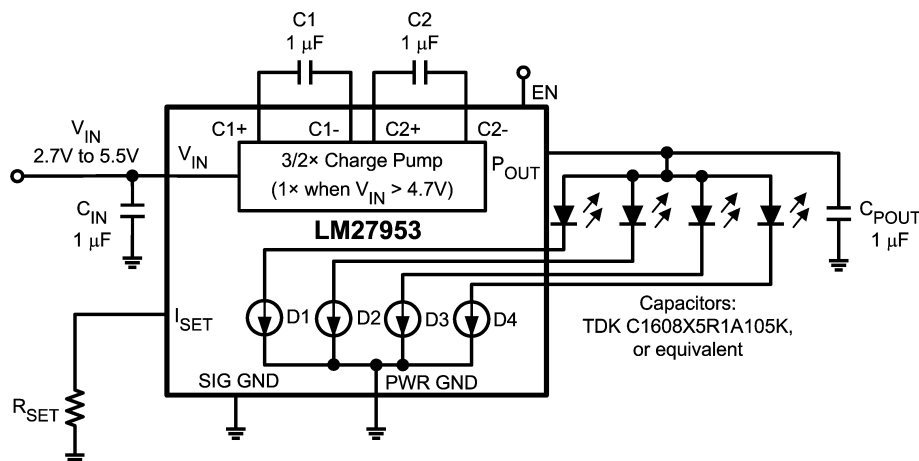 C1
1 μF
C2
1 μF
EN
C1+
C1-
C2+
C2-
V_IN
2.7V to 5.5V
V_IN
3/2× Charge Pump
(1× when V_IN > 4.7V)
P_OUT
LM27953
C_IN
1 μF
C_POUT
1 μF
D1
D2
D3
D4
Capacitors:
TDK C1608X5R1A105K,
or equivalent
I_SET
SIG GND
PWR GND
R_SET